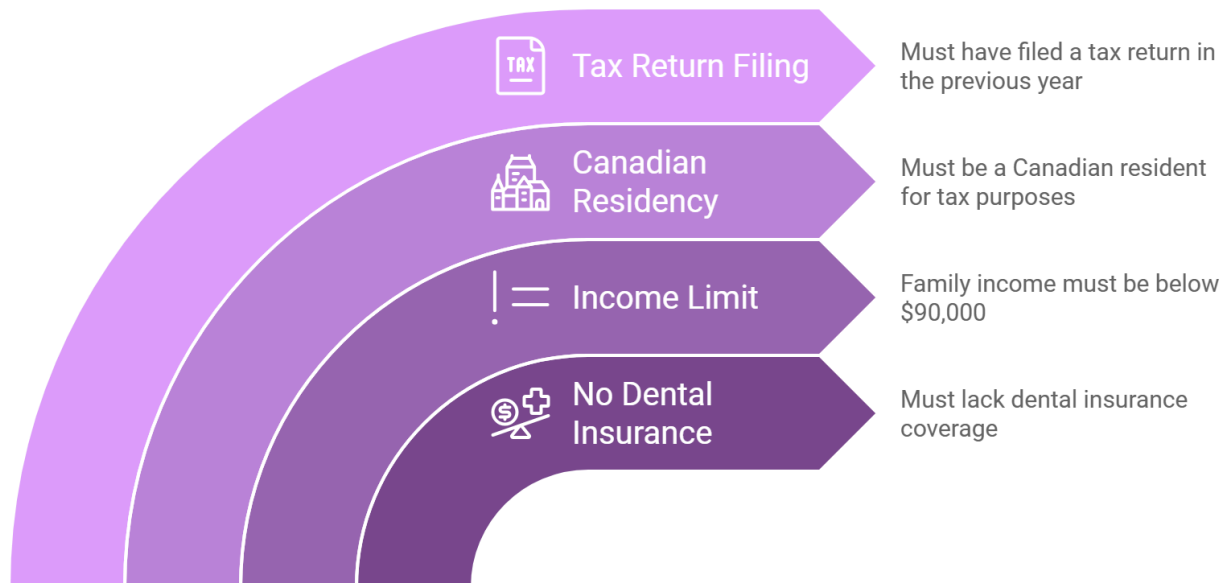 TAX
Tax Return Filing
Must have filed a tax return in
the previous year
Canadian
Residency
Must be a Canadian resident
for tax purposes
Income Limit
Family income must be below
$90,000
$
No Dental
Insurance
Must lack dental insurance
coverage